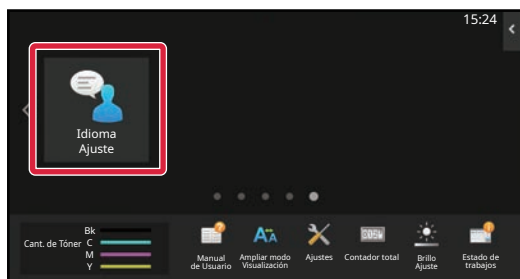 15:24
Idioma
Ajuste
Bk
Cant. de Tóner C
M
Y
Manual
de Usuario
Ampliar modo
Visualización
Ajustes
Contador total
Brillo
Ajuste
Estado de
trabajos